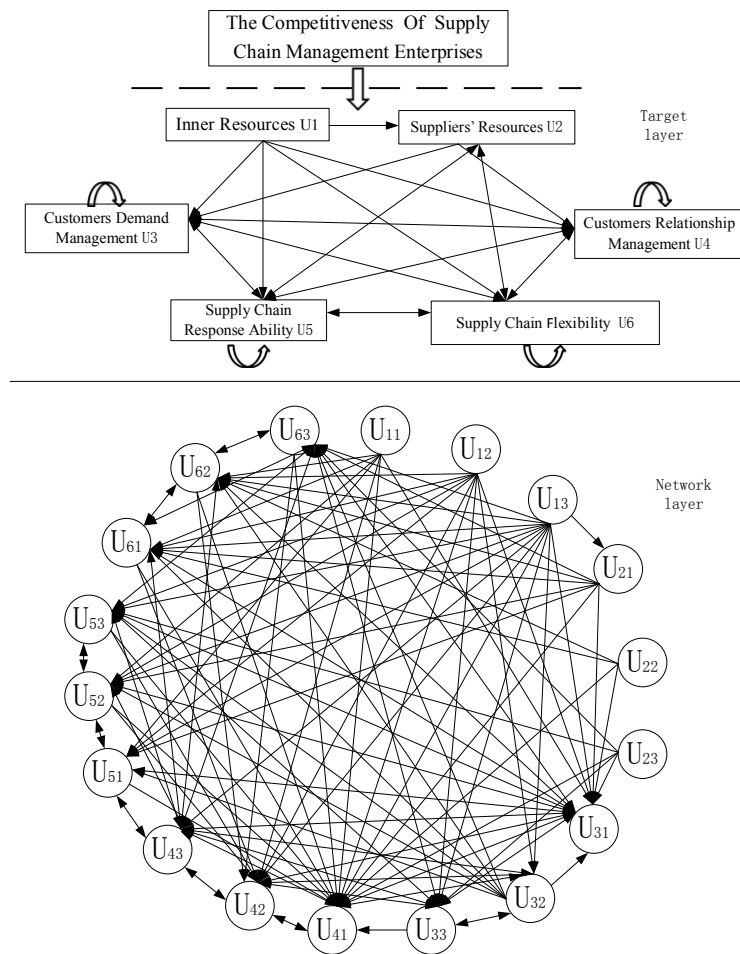 The Competitiveness Of Supply
Chain Management Enterprises
Inner Resources U1
Suppliers' Resources U2
Target
layer
Customers Demand
Management U3
Customers Relationship
Management U4
Supply Chain
Response Ability U5
Supply Chain Flexibility U6
Network
layer
U63
U11
U12
U62
U13
U61
U21
U53
U22
U52
U23
U51
U31
U43
U32
U42
U41
U33